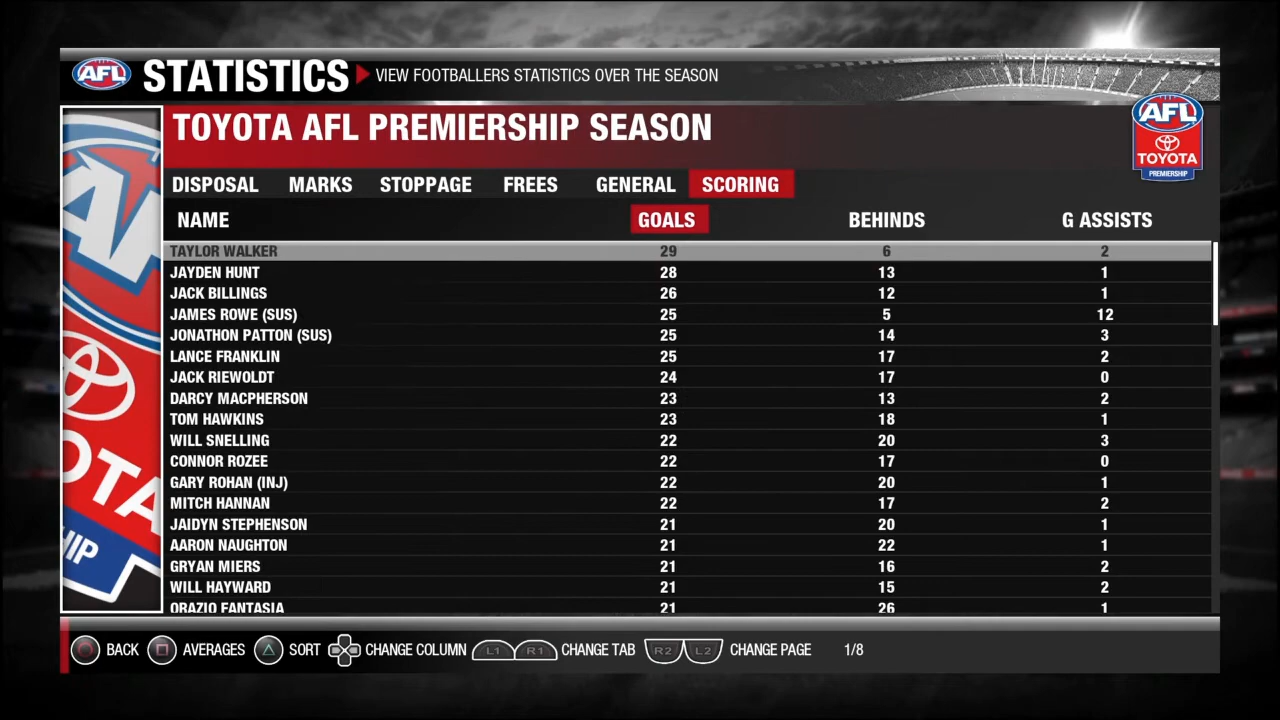 AFL STATISTICS VIEW FOOTBALLERS STATISTICS OVER THE SEASON
TOYOTA AFL PREMIERSHIP SEASON
AFL
TOYOTA
PREMIERSHIP
DISPOSAL MARKS STOPPAGE FREES GENERAL SCORING
NAME GOALS BEHINDS G ASSISTS
TAYLOR WALKER 29 6 2
JAYDEN HUNT 28 13 1
JACK BILLINGS 26 12 1
JAMES ROWE (SUS) 25 5 12
JONATHON PATTON (SUS) 25 14 3
LANCE FRANKLIN 25 17 2
JACK RIEWOLDT 24 17 0
DARCY MACPHERSON 23 13 2
TOM HAWKINS 23 18 1
WILL SNELLING 22 20 3
CONNOR ROZEE 22 17 0
GARY ROHAN (INJ) 22 20 1
MITCH HANNAN 22 17 2
JAIDYN STEPHENSON 21 20 1
AARON NAUGHTON 21 22 1
GRYAN MIERS 21 16 2
WILL HAYWARD 21 15 2
ORAZIO FANTASIA 21 26 1
OTA
HIP
BACK AVERAGES SORT CHANGE COLUMN L1 R1 CHANGE TAB R2 L2 CHANGE PAGE 1/8